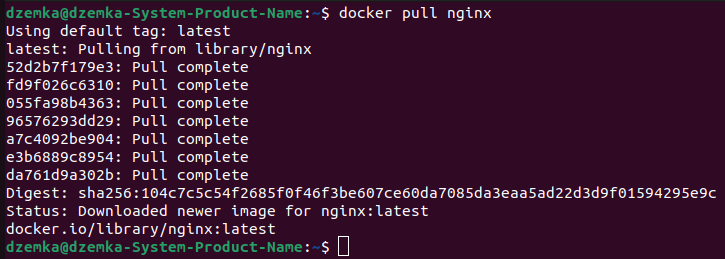 dzemka@dzemka-System-Product-Name:~$ docker pull nginx
Using default tag: latest
latest: Pulling from library/nginx
52d2b7f179e3: Pull complete
fd9f026c6310: Pull complete
055fa98b4363: Pull complete
96576293dd29: Pull complete
a7c4092be904: Pull complete
e3b6889c8954: Pull complete
da761d9a302b: Pull complete
Digest: sha256:104c7c5c54f2685f0f46f3be607ce60da7085da3eaa5ad22d3d9f01594295e9c
Status: Downloaded newer image for nginx:latest
docker.io/library/nginx:latest
dzemka@dzemka-System-Product-Name:~$